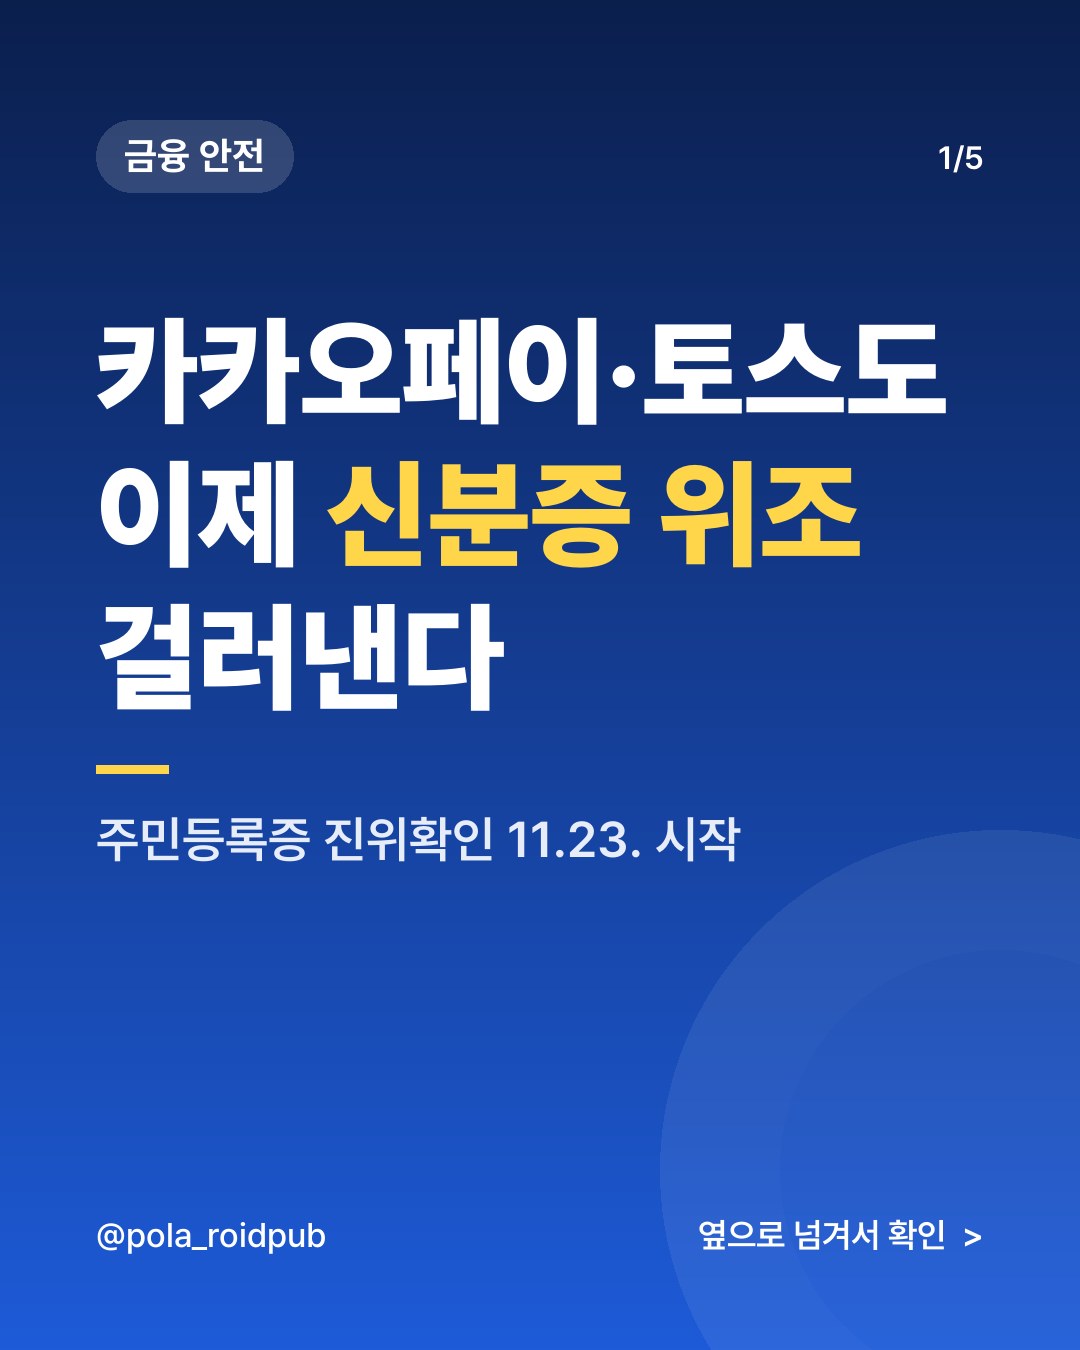 금융 안전
1/5
카카오페이·토스도
이제 신분증 위조
걸러낸다
주민등록증 진위확인 11.23. 시작
@pola_roidpub
옆으로 넘겨서 확인 >